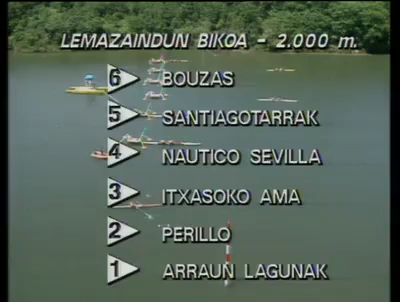 LEMAZAINDUN BIKOA - 2.000 m.
6 BOUZAS
5 SANTIAGOTARRAK
4 NAUTICO SEVILLA
3 ITXASOKO AMA
2 PERILLO
1 ARRAUN LAGUNAK